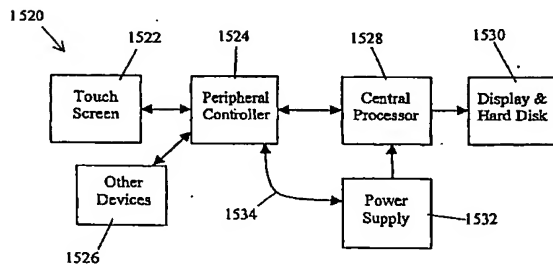 1520
1522
1524
1528
1530
Touch
Screen
Peripheral
Controller
Central
Processor
Display &
Hard Disk
Other
Devices
Power
Supply
1534
1532
1526